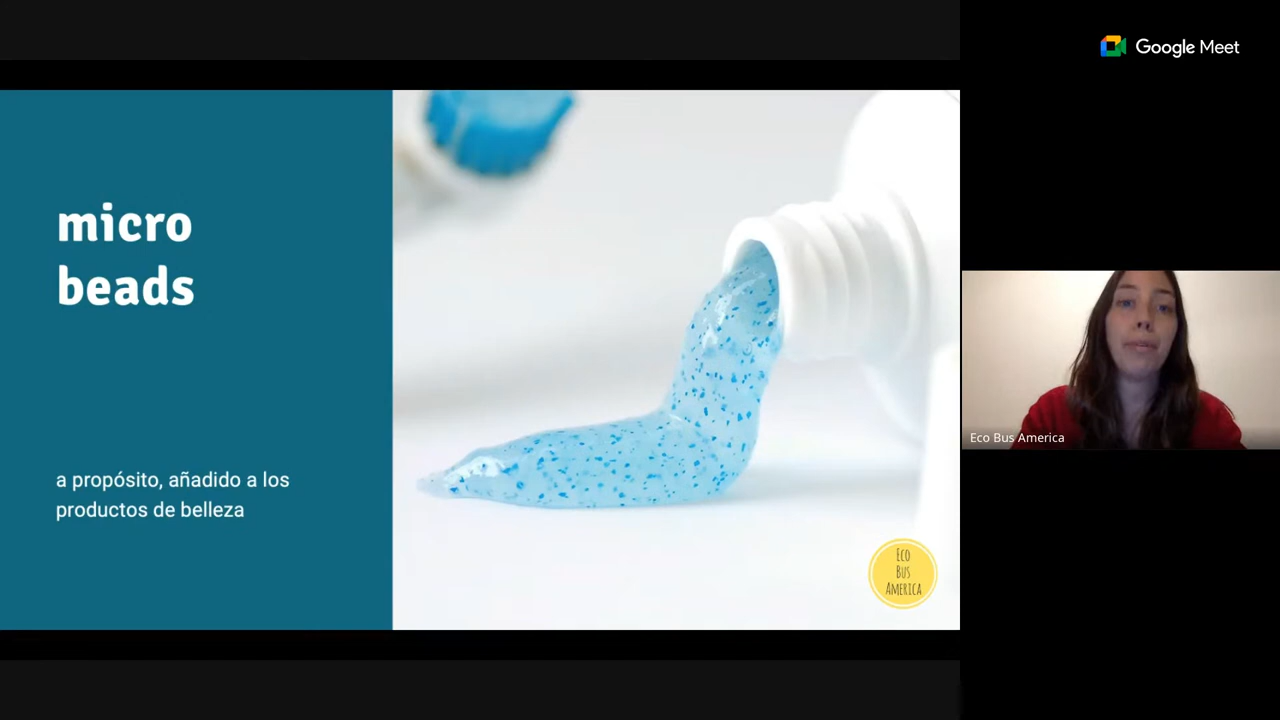 Google Meet
micro
beads
a propósito, añadido a los
productos de belleza
Eco Bus America
ECO
BUS
AMERICA